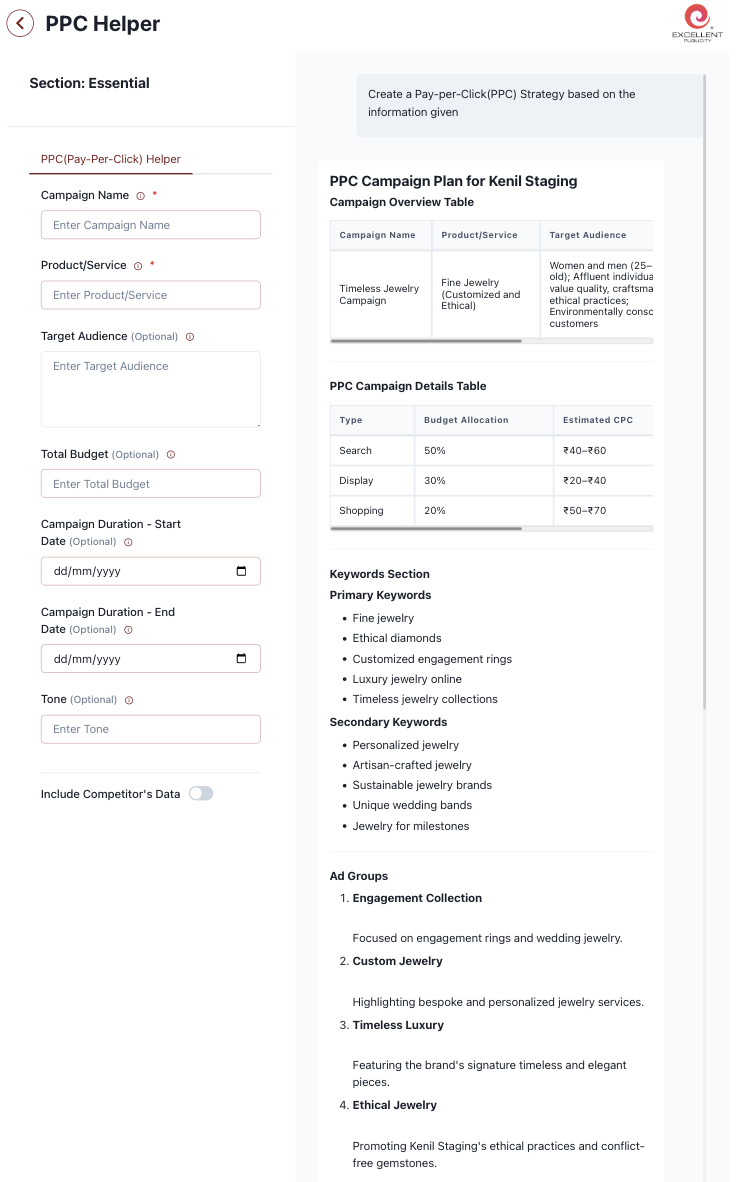 PPC Helper
EXCELLENT
PUBLICITY
Section: Essential
PPC(Pay-Per-Click) Helper
Campaign Name *
Enter Campaign Name
Product/Service *
Enter Product/Service
Target Audience (Optional)
Enter Target Audience
Total Budget (Optional)
Enter Total Budget
Campaign Duration - Start
Date (Optional)
dd/mm/yyyy
Campaign Duration - End
Date (Optional)
dd/mm/yyyy
Tone (Optional)
Enter Tone
Include Competitor's Data
Create a Pay-per-Click(PPC) Strategy based on the
information given
PPC Campaign Plan for Kenil Staging
Campaign Overview Table
Campaign Name Product/Service Target Audience
Timeless Jewelry
Campaign
Fine Jewelry
(Customized and
Ethical)
Women and men (25–
old); Affluent individua
value quality, craftsma
ethical practices;
Environmentally consc
customers
PPC Campaign Details Table
Type Budget Allocation Estimated CPC
Search 50% ₹40–₹60
Display 30% ₹20–₹40
Shopping 20% ₹50–₹70
Keywords Section
Primary Keywords
• Fine jewelry
• Ethical diamonds
• Customized engagement rings
• Luxury jewelry online
• Timeless jewelry collections
Secondary Keywords
• Personalized jewelry
• Artisan-crafted jewelry
• Sustainable jewelry brands
• Unique wedding bands
• Jewelry for milestones
Ad Groups
1. Engagement Collection
Focused on engagement rings and wedding jewelry.
2. Custom Jewelry
Highlighting bespoke and personalized jewelry services.
3. Timeless Luxury
Featuring the brand's signature timeless and elegant
pieces.
4. Ethical Jewelry
Promoting Kenil Staging's ethical practices and conflict-
free gemstones.